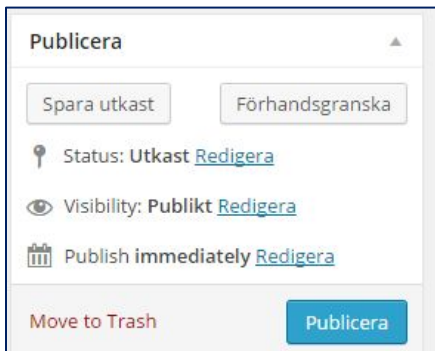 Publicera
Spara utkast Förhandsgranska
Status: Utkast Redigera
Visibility: Publikt Redigera
Publish immediately Redigera
Move to Trash Publicera